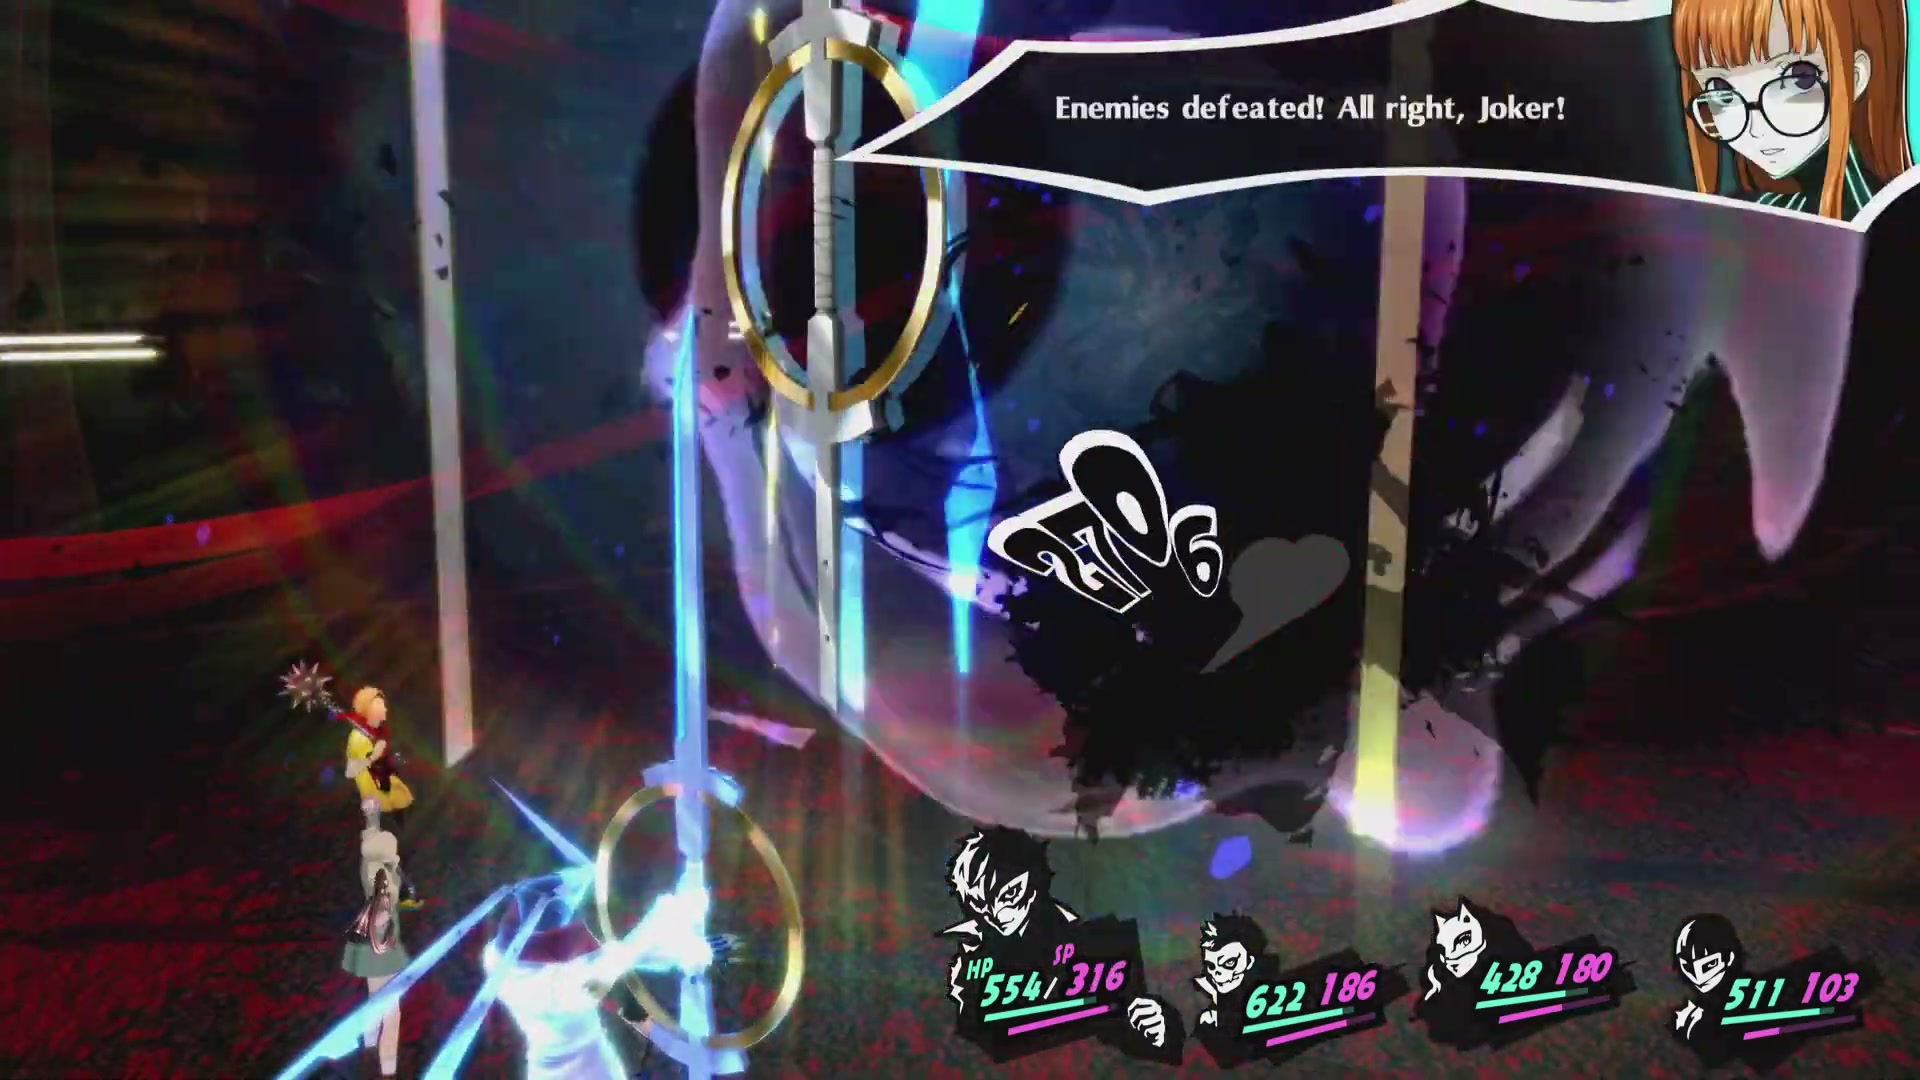 Enemies defeated! All right, Joker!
2706
HP 554/ SP 316
622 186
428 180
511 103